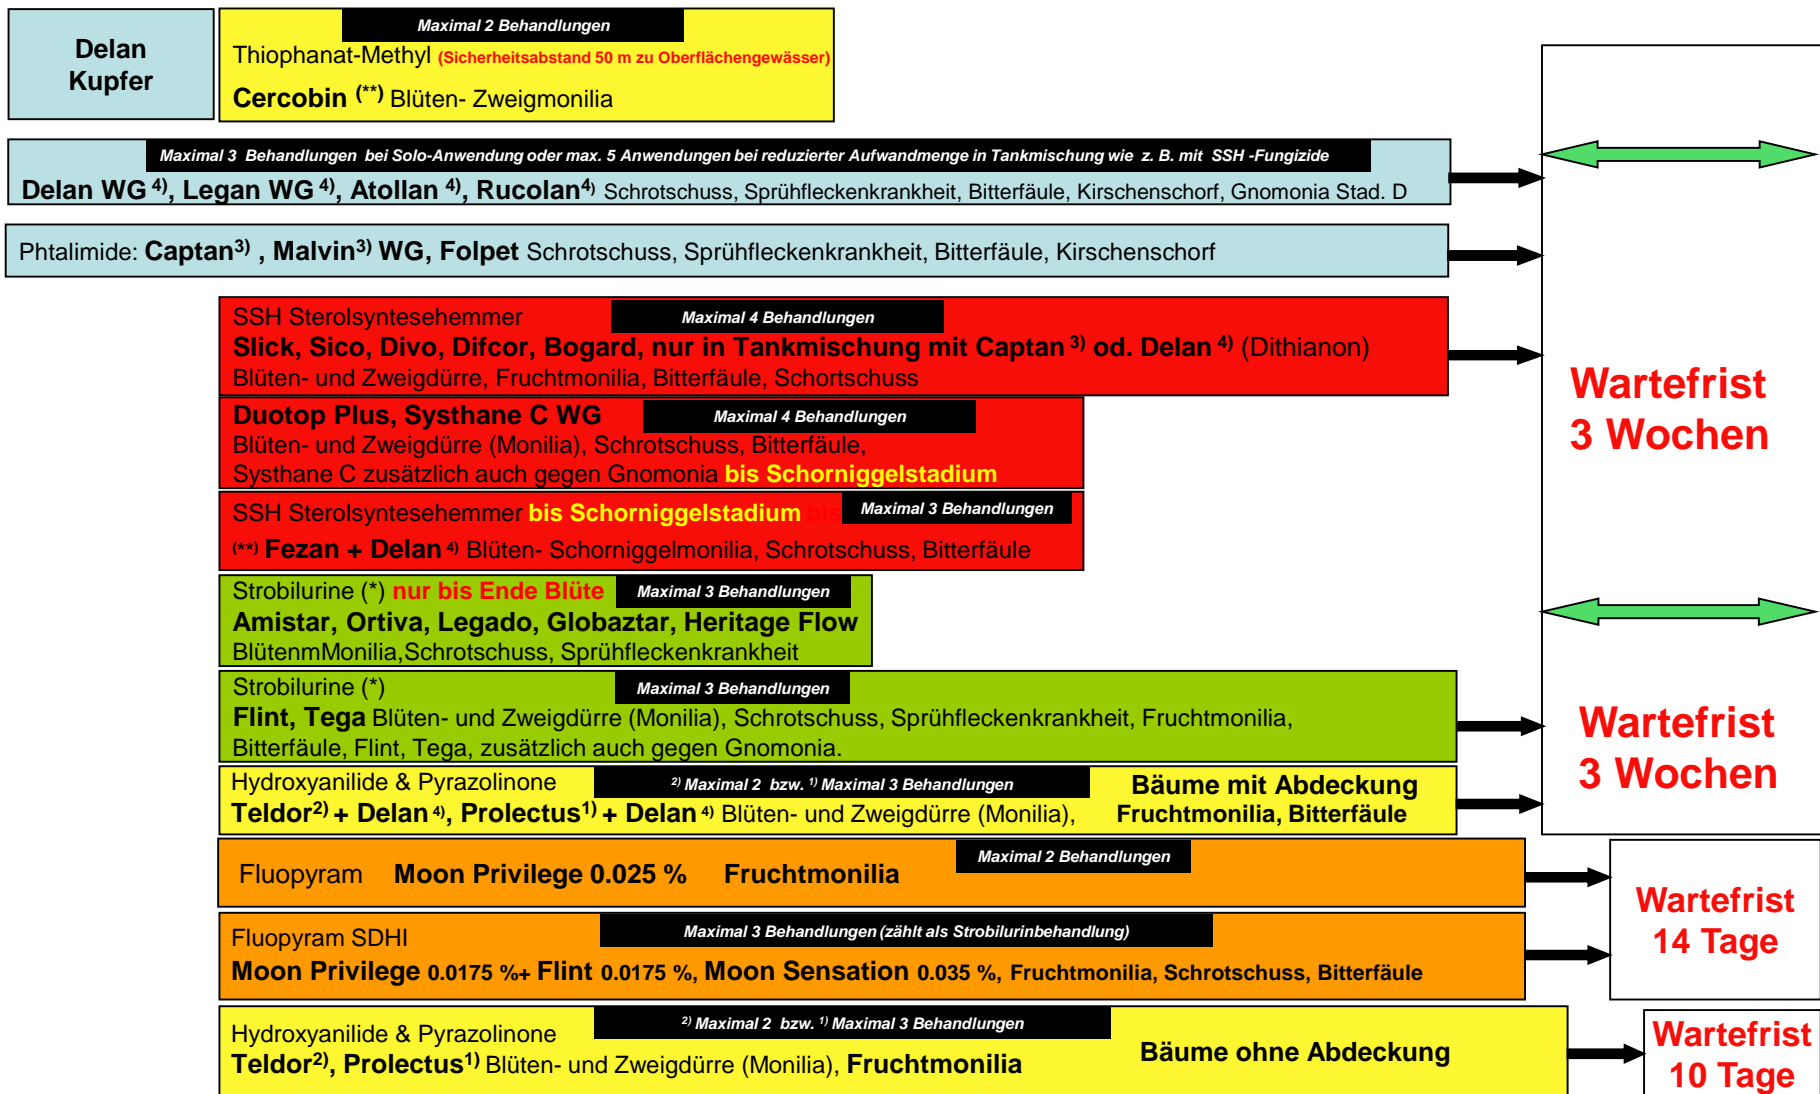 Delan
Kupfer
Maximal 2 Behandlungen
Thiophanat-Methyl (Sicherheitsabstand 50 m zu Oberflächengewässer)
Cercobin (**) Blüten- Zweigmonilia
Maximal 3 Behandlungen bei Solo-Anwendung oder max. 5 Anwendungen bei reduzierter Aufwandmenge in Tankmischung wie z. B. mit SSH -Fungizide
Delan WG 4), Legan WG 4), Atollan 4), Rucolan4) Schrotschuss, Sprühfleckenkrankheit, Bitterfäule, Kirschenschorf, Gnomonia Stad. D
Phtalimide: Captan3) , Malvin3) WG, Folpet Schrotschuss, Sprühfleckenkrankheit, Bitterfäule, Kirschenschorf
SSH Sterolsyntesehemmer
Maximal 4 Behandlungen
Slick, Sico, Divo, Difcor, Bogard, nur in Tankmischung mit Captan 3) od. Delan 4) (Dithianon)
Blüten- und Zweigdürre, Fruchtmonilia, Bitterfäule, Schortschuss
Wartefrist
3 Wochen
Duotop Plus, Systhane C WG
Maximal 4 Behandlungen
Blüten- und Zweigdürre (Monilia), Schrotschuss, Bitterfäule,
Systhane C zusätzlich auch gegen Gnomonia bis Schorniggelstadium
SSH Sterolsyntesehemmer bis Schorniggelstadium bis
Maximal 3 Behandlungen
(**) Fezan + Delan 4) Blüten- Schorniggelmonilia, Schrotschuss, Bitterfäule
Strobilurine (*) nur bis Ende Blüte
Maximal 3 Behandlungen
Amistar, Ortiva, Legado, Globaztar, Heritage Flow
BlütenmMonilia,Schrotschuss, Sprühfleckenkrankheit
Strobilurine (*)
Maximal 3 Behandlungen
Flint, Tega Blüten- und Zweigdürre (Monilia), Schrotschuss, Sprühfleckenkrankheit, Fruchtmonilia,
Bitterfäule, Flint, Tega, zusätzlich auch gegen Gnomonia.
Wartefrist
3 Wochen
Hydroxyanilide & Pyrazolinone
2) Maximal 2 bzw. 1) Maximal 3 Behandlungen
Teldor2) + Delan 4), Prolectus1) + Delan 4) Blüten- und Zweigdürre (Monilia),
Bäume mit Abdeckung
Fruchtmonilia, Bitterfäule
Maximal 2 Behandlungen
Fluopyram Moon Privilege 0.025 % Fruchtmonilia
Wartefrist
14 Tage
Fluopyram SDHI
Maximal 3 Behandlungen (zählt als Strobilurinbehandlung)
Moon Privilege 0.0175 %+ Flint 0.0175 %, Moon Sensation 0.035 %, Fruchtmonilia, Schrotschuss, Bitterfäule
Hydroxyanilide & Pyrazolinone
2) Maximal 2 bzw. 1) Maximal 3 Behandlungen
Teldor2), Prolectus1) Blüten- und Zweigdürre (Monilia), Fruchtmonilia
Bäume ohne Abdeckung
Wartefrist
10 Tage